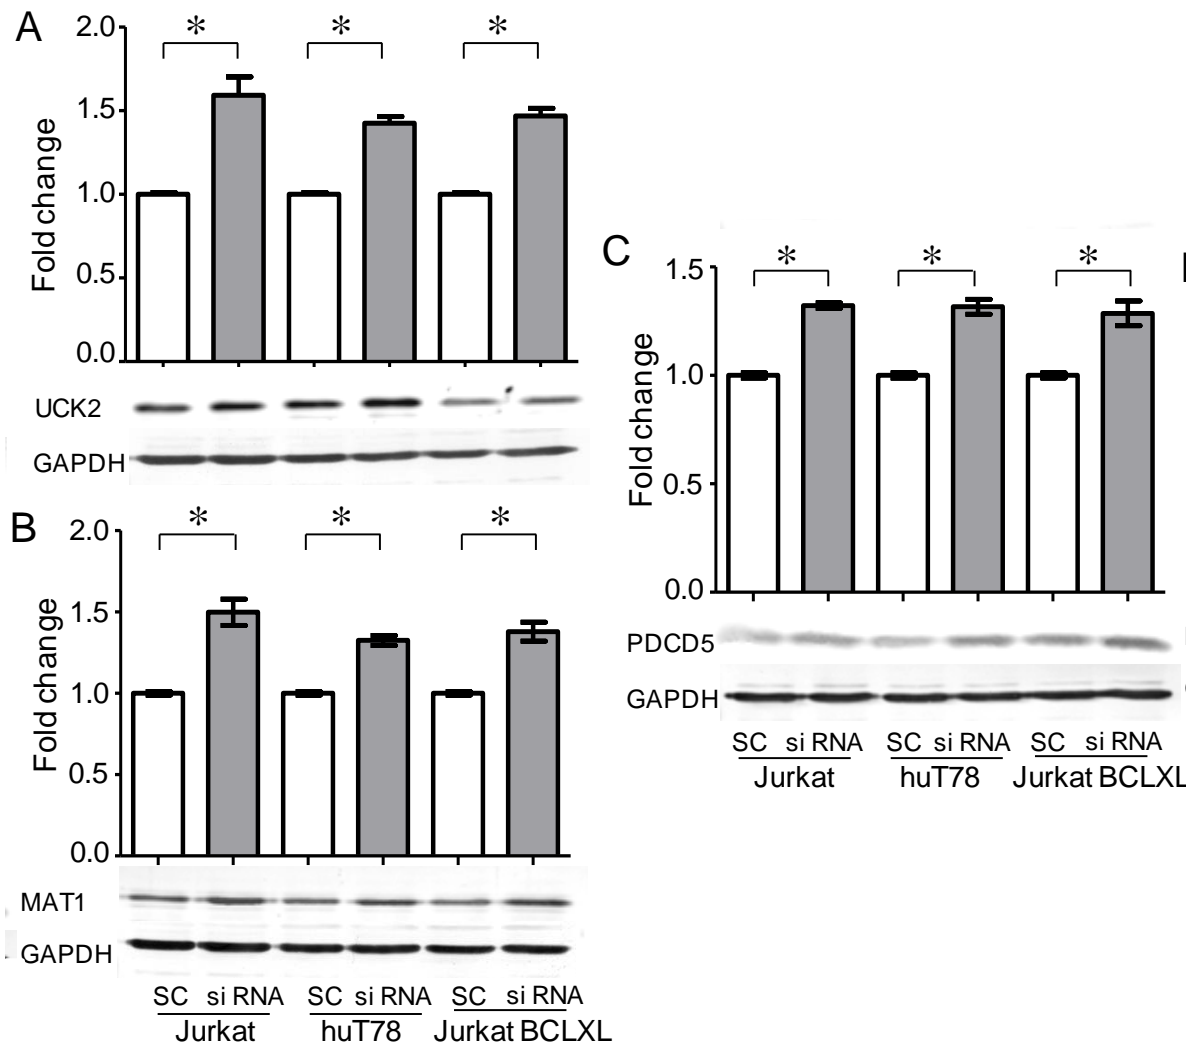 A
2.0
* * *
1.5
Fold change
1.0
0.5
0.0
UCK2
GAPDH
B
2.0
* * *
1.5
Fold change
1.0
0.5
0.0
MAT1
GAPDH
SC si RNA SC si RNA SC si RNA
Jurkat huT78 Jurkat BCLXL
C
1.5
* * *
Fold change
1.0
0.5
0.0
PDCD5
GAPDH
SC si RNA SC si RNA SC si RNA
Jurkat huT78 Jurkat BCLXL